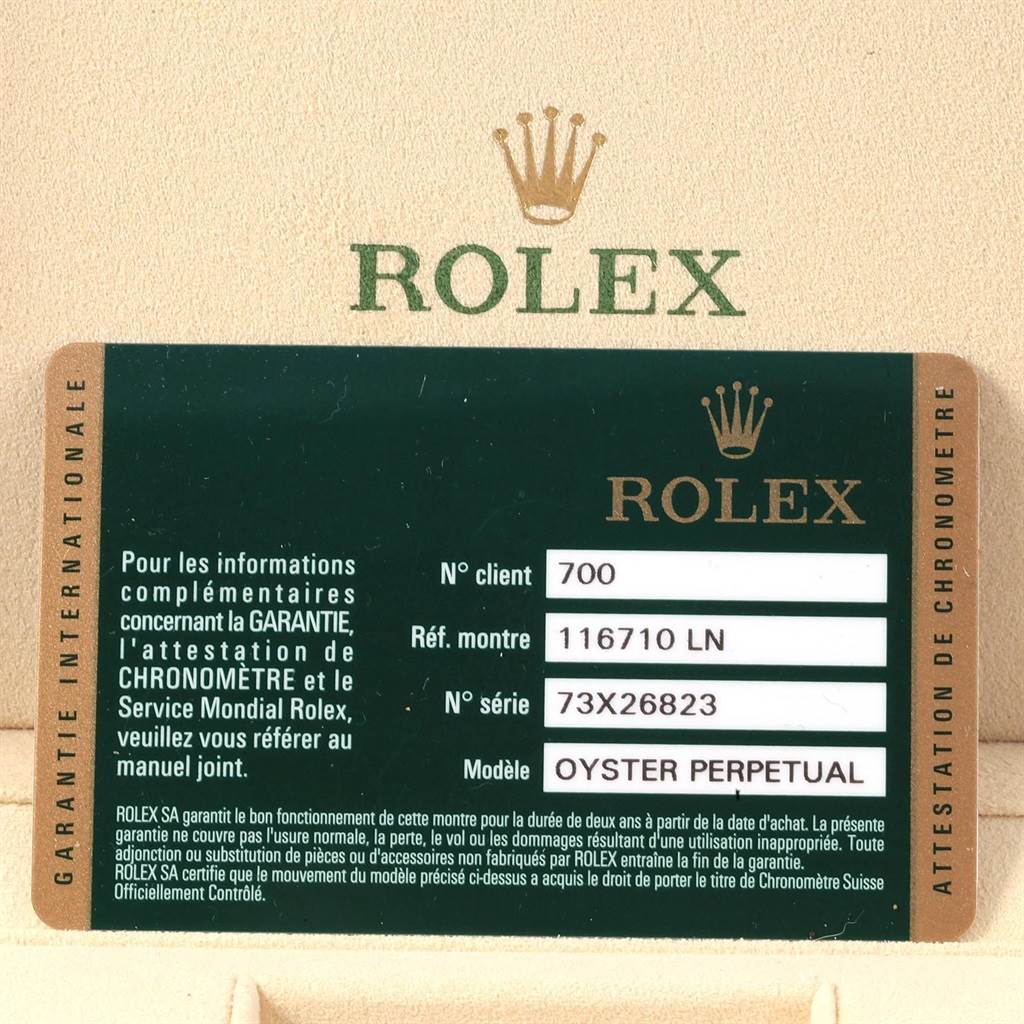 ROLEX
GARANTIE INTERNATIONALE
ROLEX
Pour les informations
complémentaires
concernant la GARANTIE,
l'attestation de
CHRONOMÈTRE et le
Service Mondial Rolex,
veuillez vous référer au
manuel joint.
N° client 700
Réf. montre 116710 LN
N° série 73X26823
Modèle OYSTER PERPETUAL
ROLEX SA garantit le bon fonctionnement de cette montre pour la durée de deux ans à partir de la date d'achat. La présente
garantie ne couvre pas l'usure normale, la perte, le vol ou les dommages résultant d'une utilisation inappropriée. Toute
adjonction ou substitution de pièces ou d'accessoires non fabriqués par ROLEX entraîne la fin de la garantie.
ROLEX SA certifie que le mouvement du modèle précisé ci-dessus a acquis le droit de porter le titre de Chronomètre Suisse
Officiellement Contrôlé.
ATTESTATION DE CHRONOMETRE